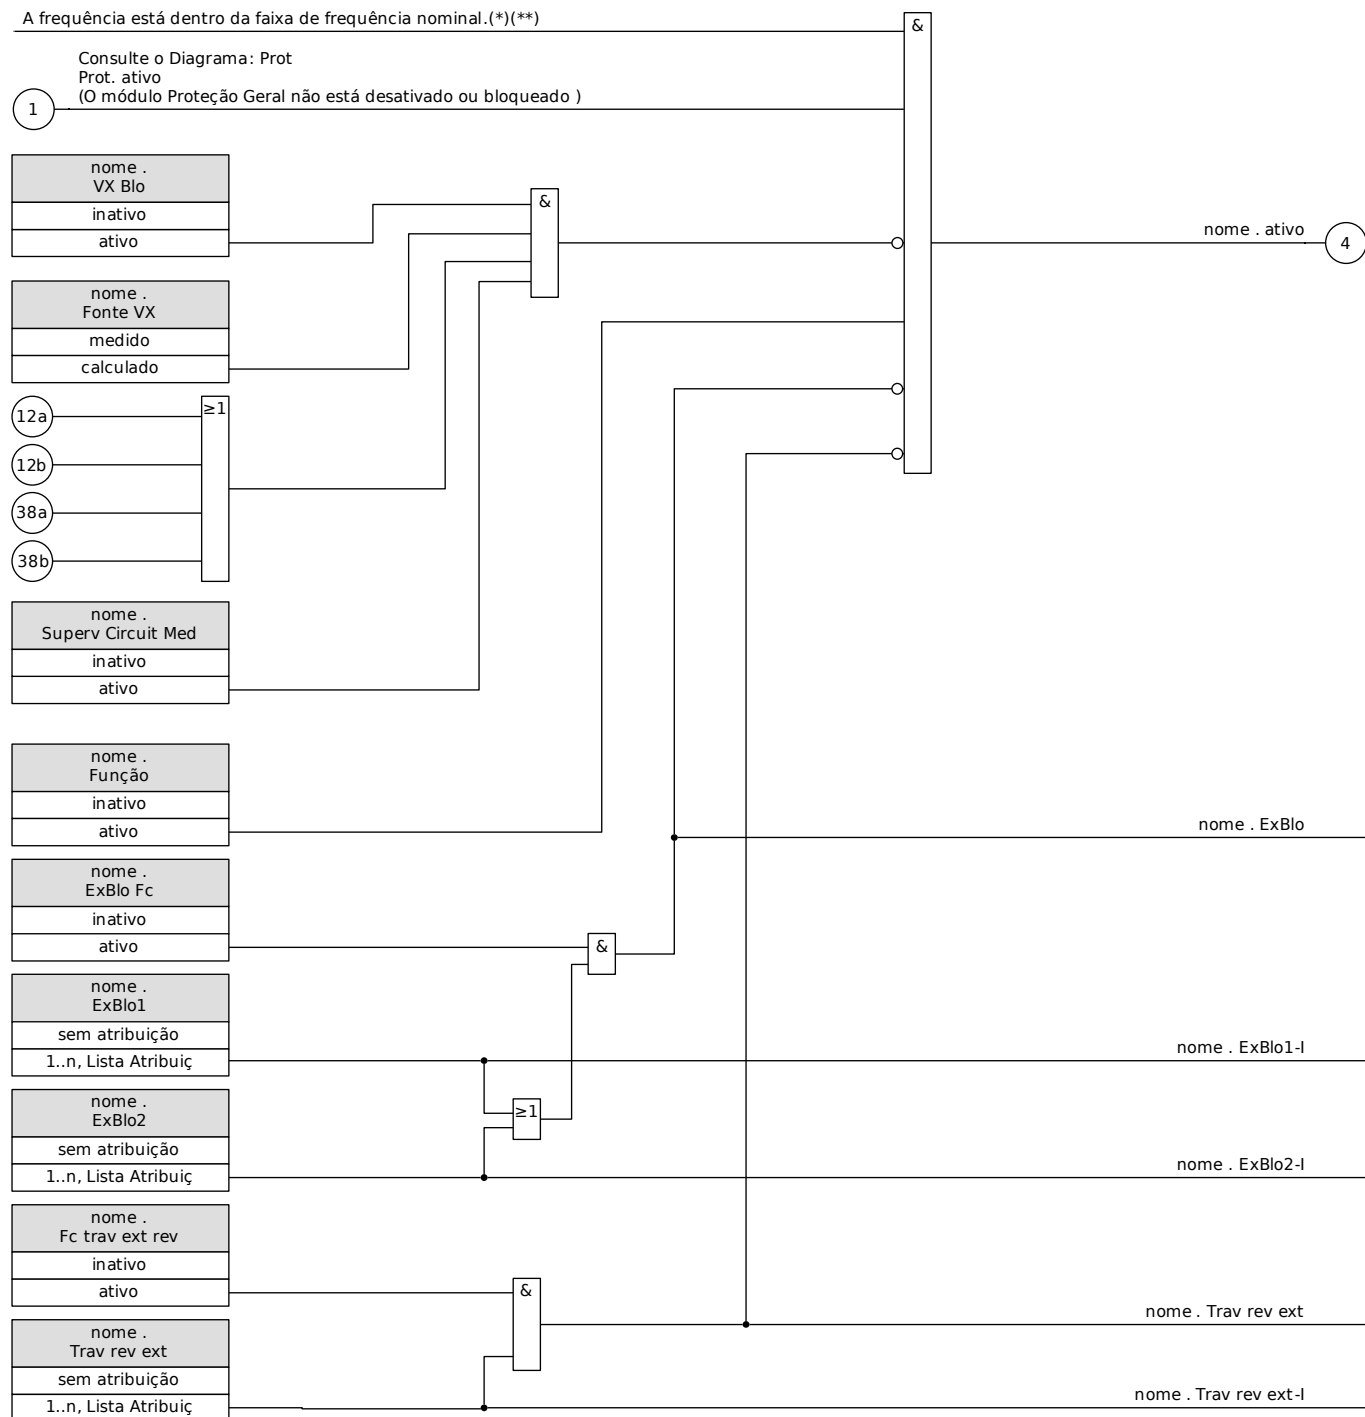 A frequência está dentro da faixa de frequência nominal.(*)(**)
&
Consulte o Diagrama: Prot
Prot. ativo
(O módulo Proteção Geral não está desativado ou bloqueado )
1
nome .
VX Blo
inativo
ativo
&
nome . ativo
4
nome .
Fonte VX
medido
calculado
12a
12b
38a
38b
≥1
nome .
Superv Circuit Med
inativo
ativo
nome .
Função
inativo
ativo
nome . ExBlo
nome .
ExBlo Fc
inativo
ativo
&
nome .
ExBlo1
sem atribuição
1..n, Lista Atribuiç
nome . ExBlo1-I
≥1
nome .
ExBlo2
sem atribuição
1..n, Lista Atribuiç
nome . ExBlo2-I
nome .
Fc trav ext rev
inativo
ativo
&
nome . Trav rev ext
nome .
Trav rev ext
sem atribuição
1..n, Lista Atribuiç
nome . Trav rev ext-I